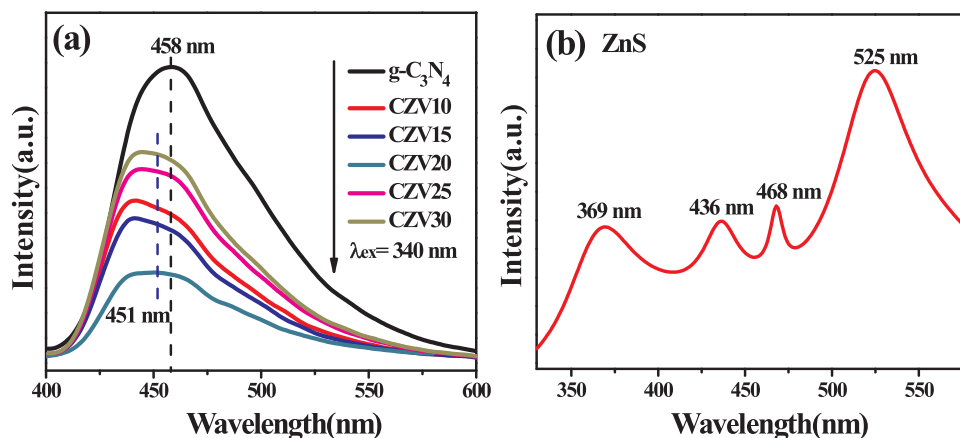 (a)
458 nm
g-C₃N₄
CZV10
CZV15
CZV20
CZV25
CZV30
λex= 340 nm
451 nm
Intensity(a.u.)
400 450 500 550 600
Wavelength(nm)
(b) ZnS
525 nm
468 nm
436 nm
369 nm
Intensity(a.u.)
350 400 450 500 550
Wavelength(nm)